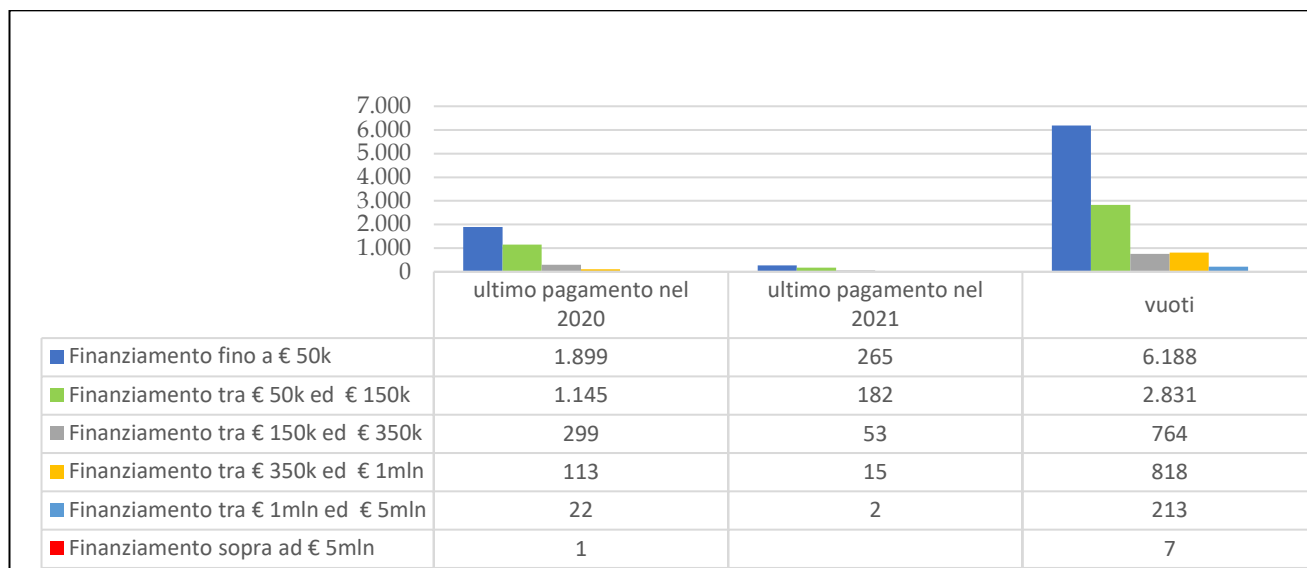 7.000
6.000
5.000
4.000
3.000
2.000
1.000
0
ultimo pagamento nel 2020
ultimo pagamento nel 2021
vuoti
Finanziamento fino a € 50k 1.899 265 6.188
Finanziamento tra € 50k ed € 150k 1.145 182 2.831
Finanziamento tra € 150k ed € 350k 299 53 764
Finanziamento tra € 350k ed € 1mln 113 15 818
Finanziamento tra € 1mln ed € 5mln 22 2 213
Finanziamento sopra ad € 5mln 1 7